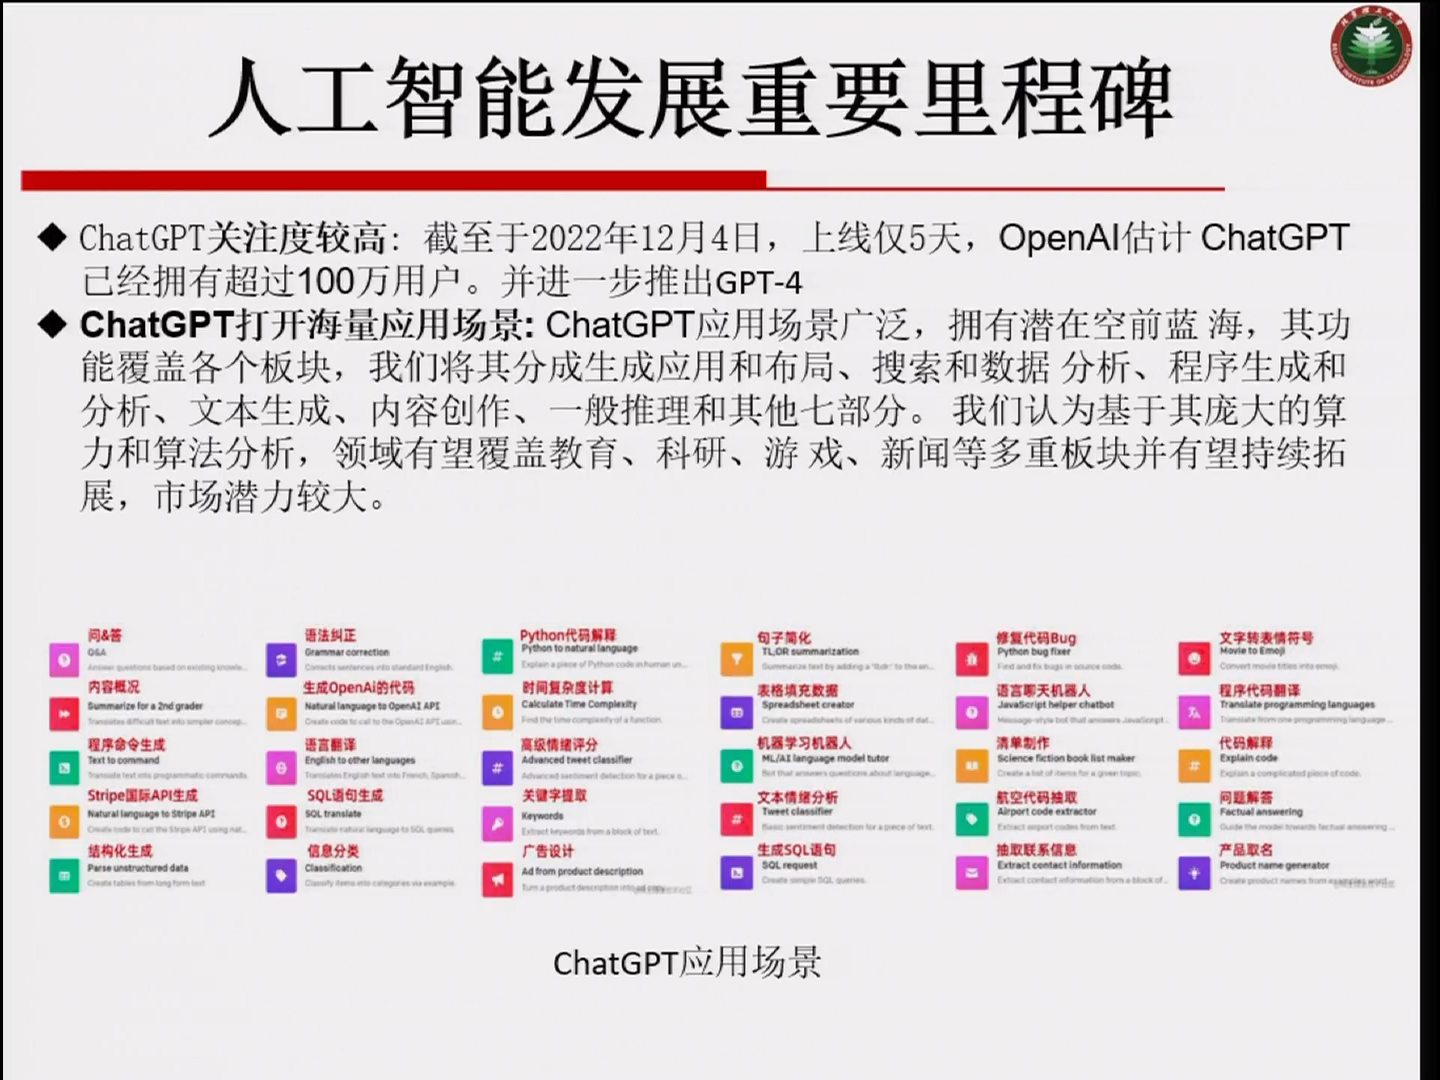 人工智能发展重要里程碑
◆ ChatGPT关注度较高：截至于2022年12月4日，上线仅5天，OpenAI估计 ChatGPT
已经拥有超过100万用户。并进一步推出GPT-4
◆ ChatGPT打开海量应用场景: ChatGPT应用场景广泛，拥有潜在空前蓝 海，其功
能覆盖各个板块，我们将其分成生成应用和布局、搜索和数据 分析、程序生成和
分析、文本生成、内容创作、一般推理和其他七部分。 我们认为基于其庞大的算
力和算法分析，领域有望覆盖教育、科研、游 戏、新闻等多重板块并有望持续拓
展，市场潜力较大。
问&答
Q&A
Answer questions based on existing knowle...
内容概况
Summarize for a 2nd grader
Translates difficult text into simpler concep...
程序命令生成
Text to command
Translate text into programmatic commands.
Stripe国际API生成
Natural language to Stripe API
Create code to call the Stripe API using nat...
结构化生成
Parse unstructured data
Create tables from long form text
语法纠正
Grammar correction
Corrects sentences into standard English.
生成OpenAi的代码
Natural language to OpenAI API
Create code to call to the OpenAI API usin...
语言翻译
English to other languages
Translates English text into French, Spanish...
SQL语句生成
SQL translate
Translate natural language to SQL queries.
信息分类
Classification
Classify items into categories via example.
Python代码解释
Python to natural language
Explain a piece of Python code in human un...
时间复杂度计算
Calculate Time Complexity
Find the time complexity of a function.
高级情绪评分
Advanced tweet classifier
Advanced sentiment detection for a piece o...
关键字提取
Keywords
Extract keywords from a block of text.
广告设计
Ad from product description
Turn a product description into ad copy.
句子简化
TL;DR summarization
Summarize text by adding a 'tl;dr:' to the en...
表格填充数据
Spreadsheet creator
Create spreadsheets of various kinds of dat...
机器学习机器人
ML/AI language model tutor
Bot that answers questions about language...
文本情绪分析
Tweet classifier
Basic sentiment detection for a piece of text.
生成SQL语句
SQL request
Create simple SQL queries.
修复代码Bug
Python bug fixer
Find and fix bugs in source code.
语言聊天机器人
JavaScript helper chatbot
Message-style bot that answers JavaScript...
清单制作
Science fiction book list maker
Create a list of items for a given topic.
航空代码抽取
Airport code extractor
Extract airport codes from text.
抽取联系信息
Extract contact information
Extract contact information from a block of...
文字转表情符号
Movie to Emoji
Convert movie titles into emoji.
程序代码翻译
Translate programming languages
Translate from one programming language...
代码解释
Explain code
Explain a complicated piece of code.
问题解答
Factual answering
Guide the model towards factual answering...
产品取名
Product name generator
Create product names from examples word...
ChatGPT应用场景